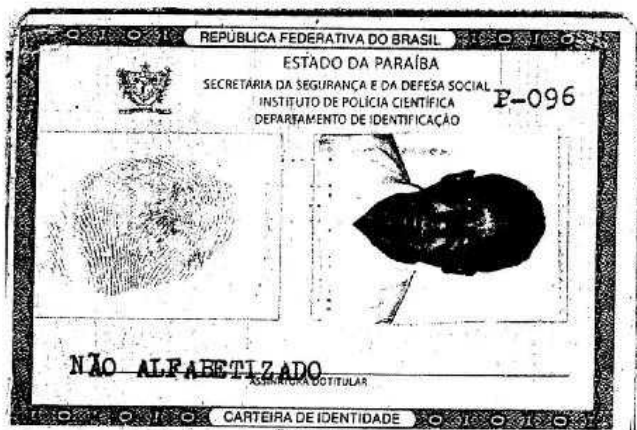 REPÚBLICA FEDERATIVA DO BRASIL
ESTADO DA PARAÍBA
SECRETARIA DA SEGURANÇA E DA DEFESA SOCIAL
INSTITUTO DE POLÍCIA CIENTÍFICA
DEPARTAMENTO DE IDENTIFICAÇÃO
P-096
NÃO ALFABETIZADO
ASSINATURA DO TITULAR
CARTEIRA DE IDENTIDADE